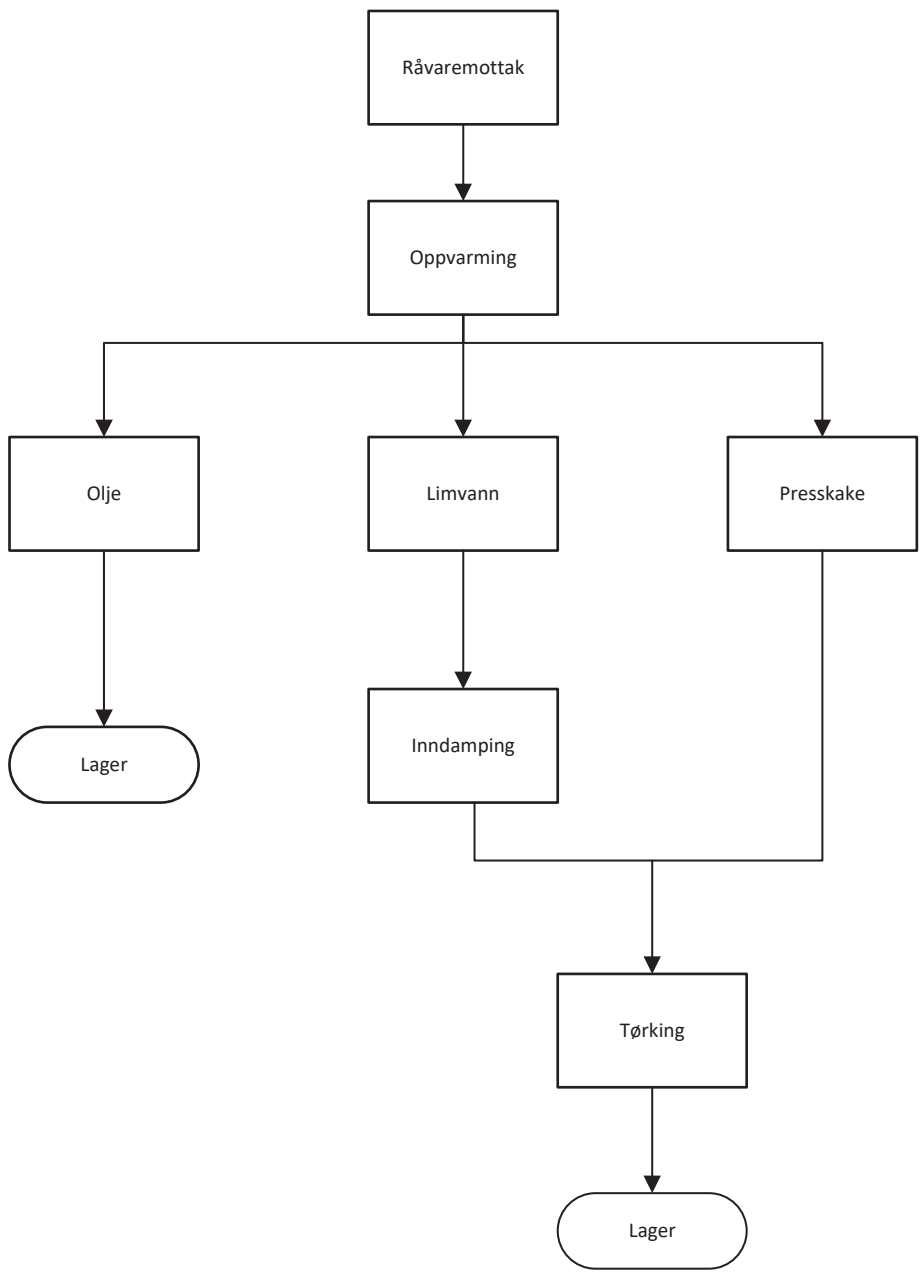 Råvaremottak
Oppvarming
Olje
Limvann
Presskake
Inndamping
Lager
Tørking
Lager